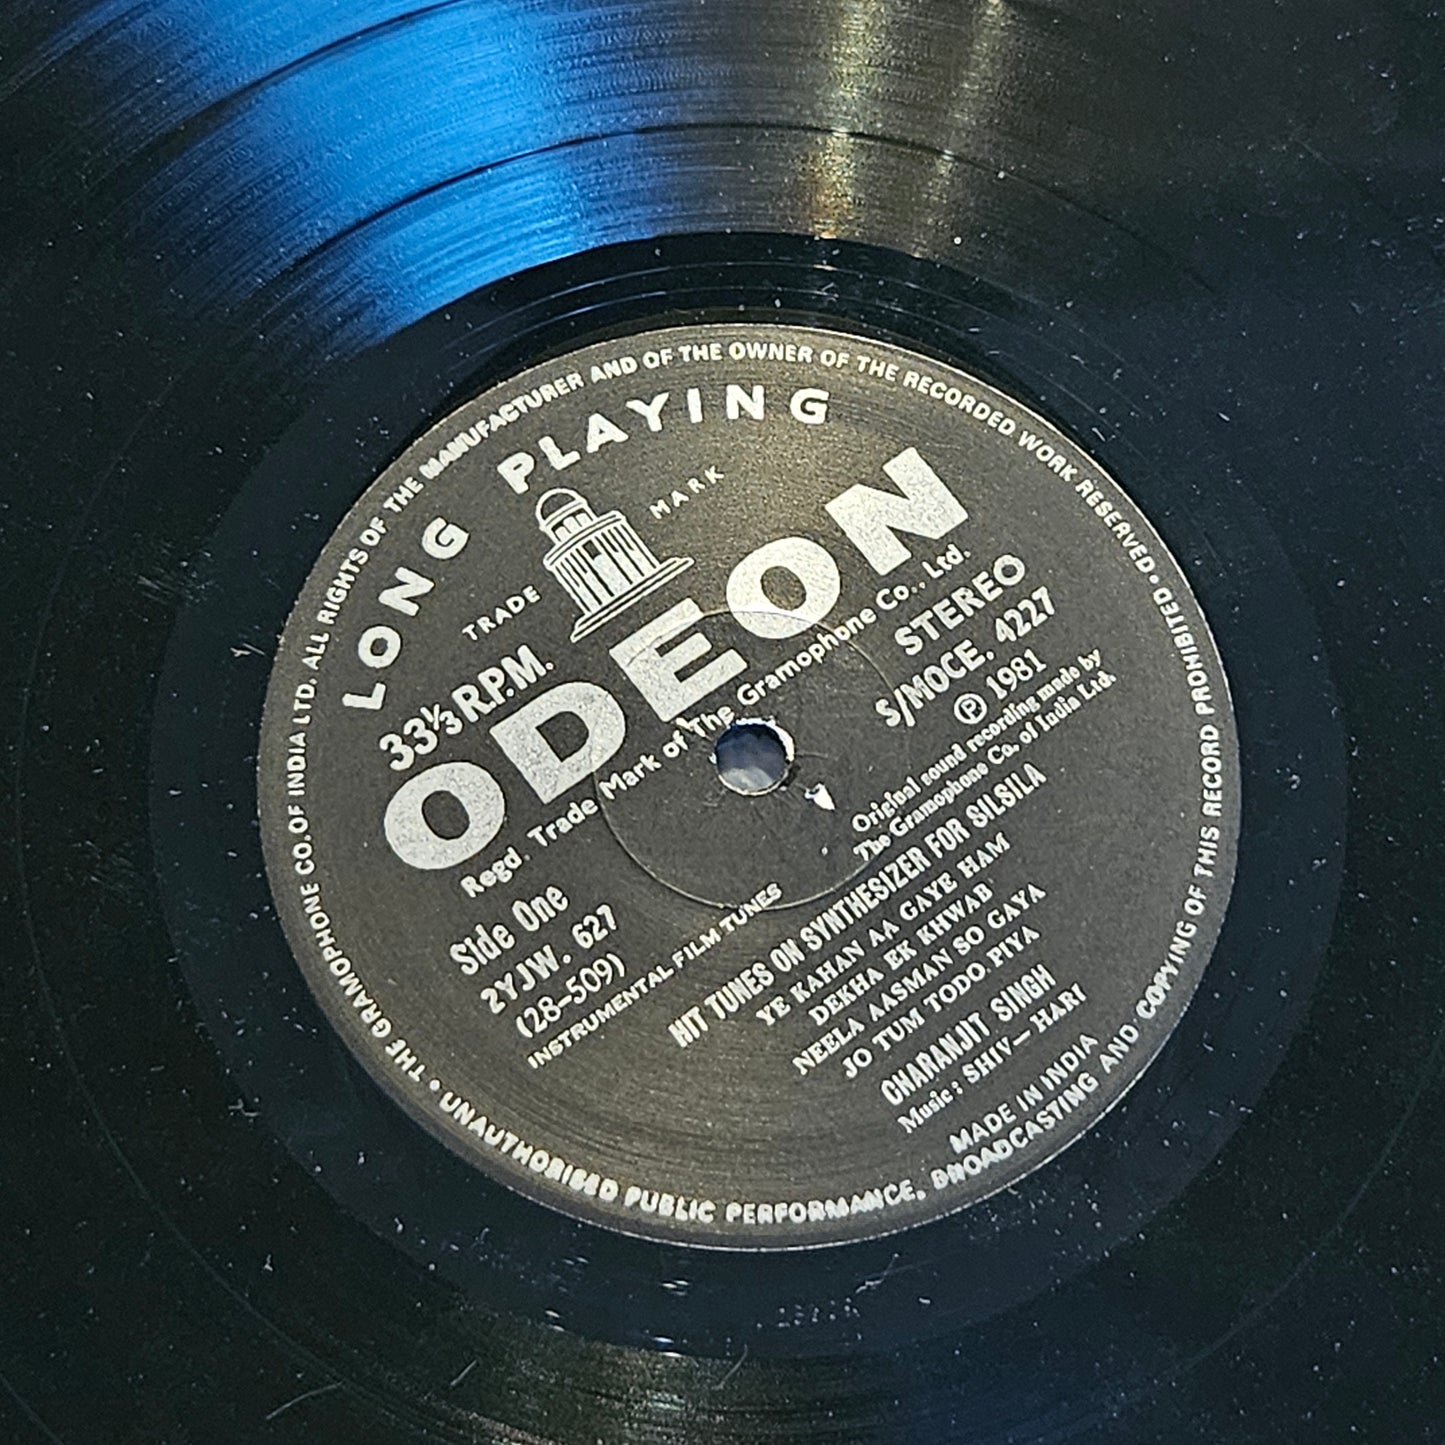 THE GRAMOPHONE CO. OF INDIA LTD. ALL RIGHTS OF THE MANUFACTURER AND OF THE OWNER OF THE RECORDED WORK RESERVED • UNAUTHORISED PUBLIC PERFORMANCE, BROADCASTING AND COPYING OF THIS RECORD PROHIBITED.
LONG PLAYING
TRADE MARK
33⅓ R.P.M.
ODEON
Regd. Trade Mark of The Gramophone Co., Ltd.
STEREO
S/MOCE. 4227
Ⓟ 1981
Original sound recording made by
The Gramophone Co. of India Ltd.
Side One
2YJW. 627
(28-509)
INSTRUMENTAL FILM TUNES
HIT TUNES ON SYNTHESIZER FOR SILSILA
YE KAHAN AA GAYE HAM
DEKHA EK KHWAB
NEELA AASMAN SO GAYA
JO TUM TODO PIYA
CHARANJIT SINGH
Music: SHIV—HARI
MADE IN INDIA